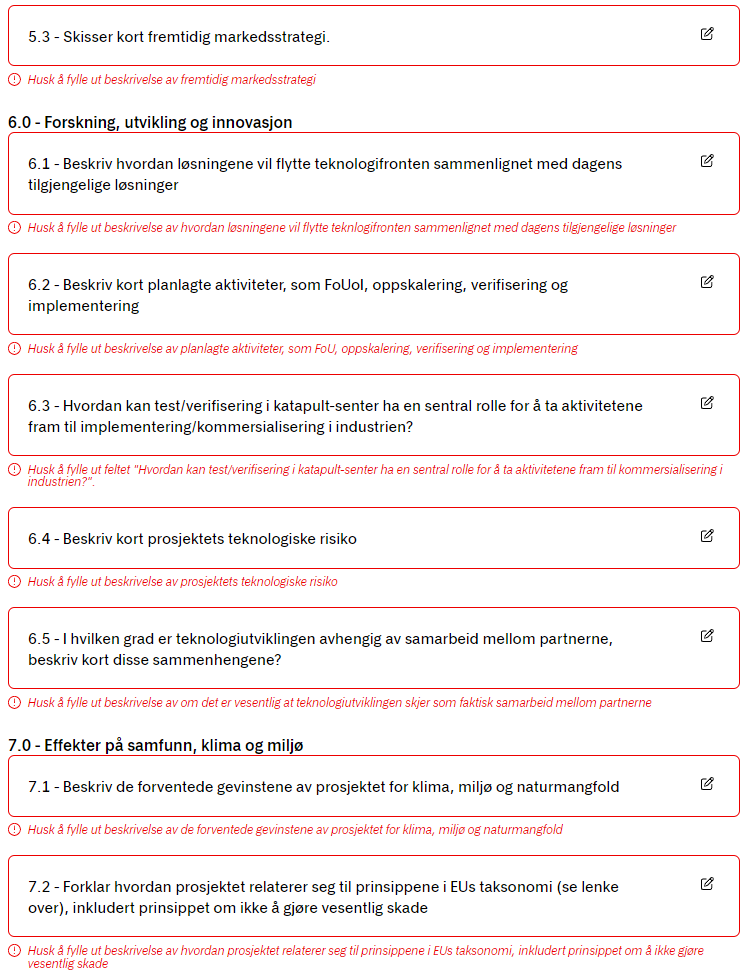 5.3 - Skisser kort fremtidig markedsstrategi.
Husk å fylle ut beskrivelse av fremtidig markedsstrategi
6.0 - Forskning, utvikling og innovasjon
6.1 - Beskriv hvordan løsningene vil flytte teknologifronten sammenlignet med dagens
tilgjengelige løsninger
Husk å fylle ut beskrivelse av hvordan løsningene vil flytte teknlogifronten sammenlignet med dagens tilgjengelige løsninger
6.2 - Beskriv kort planlagte aktiviteter, som FoUoI, oppskalering, verifisering og
implementering
Husk å fylle ut beskrivelse av planlagte aktiviteter, som FoU, oppskalering, verifisering og implementering
6.3 - Hvordan kan test/verifisering i katapult-senter ha en sentral rolle for å ta aktivitetene
fram til implementering/kommersialisering i industrien?
Husk å fylle ut feltet "Hvordan kan test/verifisering i katapult-senter ha en sentral rolle for å ta aktivitetene fram til kommersialisering i
industrien?".
6.4 - Beskriv kort prosjektets teknologiske risiko
Husk å fylle ut beskrivelse av prosjektets teknologiske risiko
6.5 - I hvilken grad er teknologiutviklingen avhengig av samarbeid mellom partnerne,
beskriv kort disse sammenhengene?
Husk å fylle ut beskrivelse av om det er vesentlig at teknologiutviklingen skjer som faktisk samarbeid mellom partnerne
7.0 - Effekter på samfunn, klima og miljø
7.1 - Beskriv de forventede gevinstene av prosjektet for klima, miljø og naturmangfold
Husk å fylle ut beskrivelse av de forventede gevinstene av prosjektet for klima, miljø og naturmangfold
7.2 - Forklar hvordan prosjektet relaterer seg til prinsippene i EUs taksonomi (se lenke
over), inkludert prinsippet om ikke å gjøre vesentlig skade
Husk å fylle ut beskrivelse av hvordan prosjektet relaterer seg til prinsippene i EUs taksonomi, inkludert prinsippet om å ikke gjøre
vesentlig skade